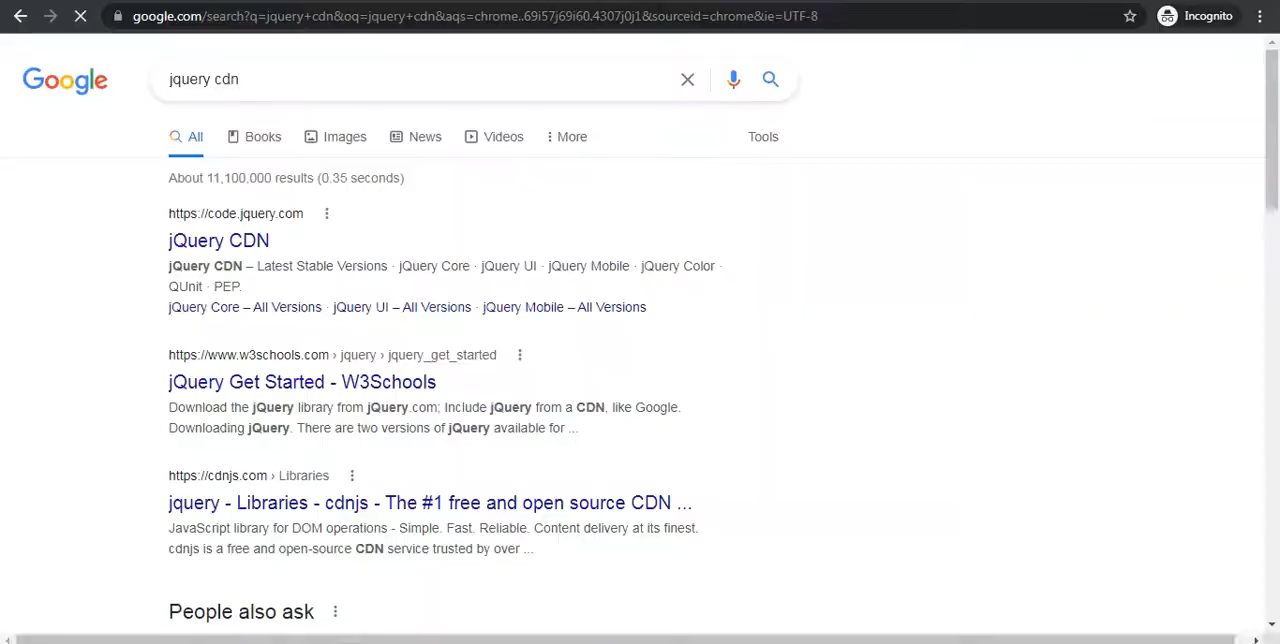 google.com/search?q=jquery+cdn&oq=jquery+cdn&aqs=chrome..69i57j69i60.4307j0j1&sourceid=chrome&ie=UTF-8
Incognito
Google
jquery cdn
All
Books
Images
News
Videos
More
Tools
About 11,100,000 results (0.35 seconds)
https://code.jquery.com
jQuery CDN
jQuery CDN – Latest Stable Versions · jQuery Core · jQuery UI · jQuery Mobile · jQuery Color ·
QUnit · PEP.
jQuery Core – All Versions · jQuery UI – All Versions · jQuery Mobile – All Versions
https://www.w3schools.com › jquery › jquery_get_started
jQuery Get Started - W3Schools
Download the jQuery library from jQuery.com; Include jQuery from a CDN, like Google.
Downloading jQuery. There are two versions of jQuery available for ...
https://cdnjs.com › Libraries
jquery - Libraries - cdnjs - The #1 free and open source CDN ...
JavaScript library for DOM operations - Simple. Fast. Reliable. Content delivery at its finest.
cdnjs is a free and open-source CDN service trusted by over ...
People also ask